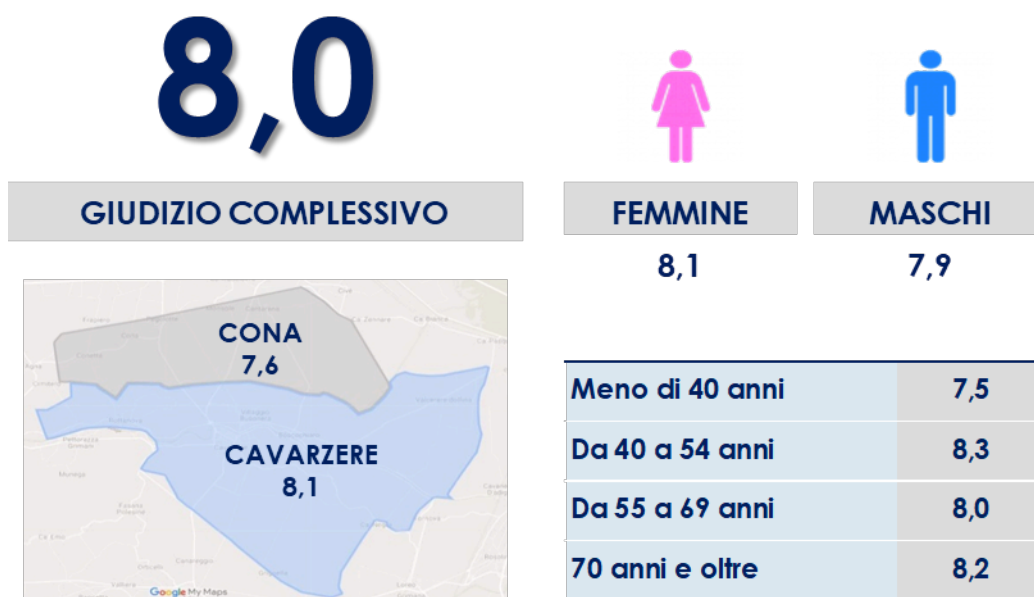 8,0
GIUDIZIO COMPLESSIVO
FEMMINE
MASCHI
8,1
7,9
CONA
7,6
CAVARZERE
8,1
Google My Maps
Meno di 40 anni 7,5
Da 40 a 54 anni 8,3
Da 55 a 69 anni 8,0
70 anni e oltre 8,2